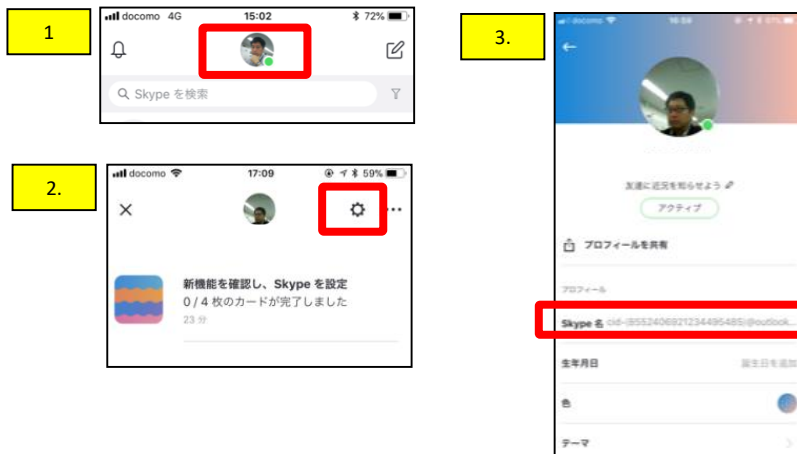 1
docomo 4G 15:02 72%
Skype を検索
2.
docomo 17:09 59%
新機能を確認し、Skype を設定
0 / 4 枚のカードが完了しました
23 分
3.
docomo 16:59 61%
友達に近況を知らせよう
アクティブ
プロフィールを共有
プロフィール
Skype 名
生年月日 誕生日を追加
色
テーマ